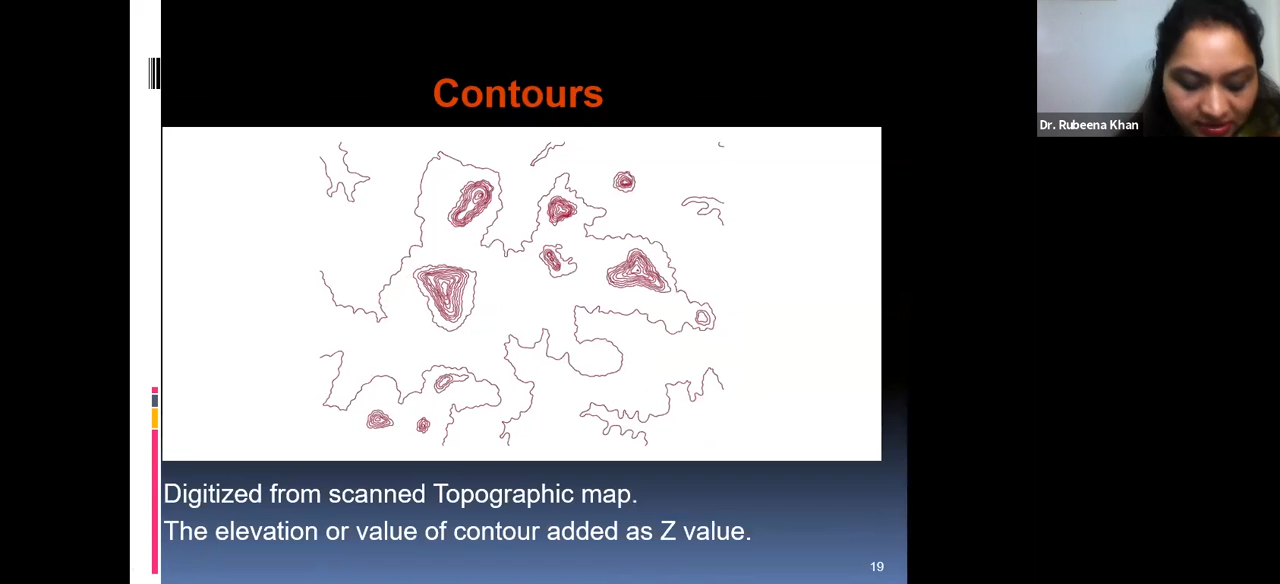 Contours
Dr. Rubeena Khan
Digitized from scanned Topographic map.
The elevation or value of contour added as Z value.
19